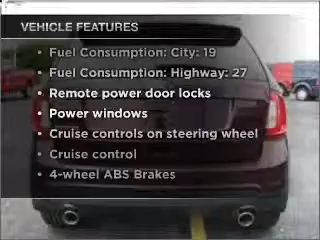 VEHICLE FEATURES
• Fuel Consumption: City: 19
• Fuel Consumption: Highway: 27
• Remote power door locks
• Power windows
• Cruise controls on steering wheel
• Cruise control
• 4-wheel ABS Brakes